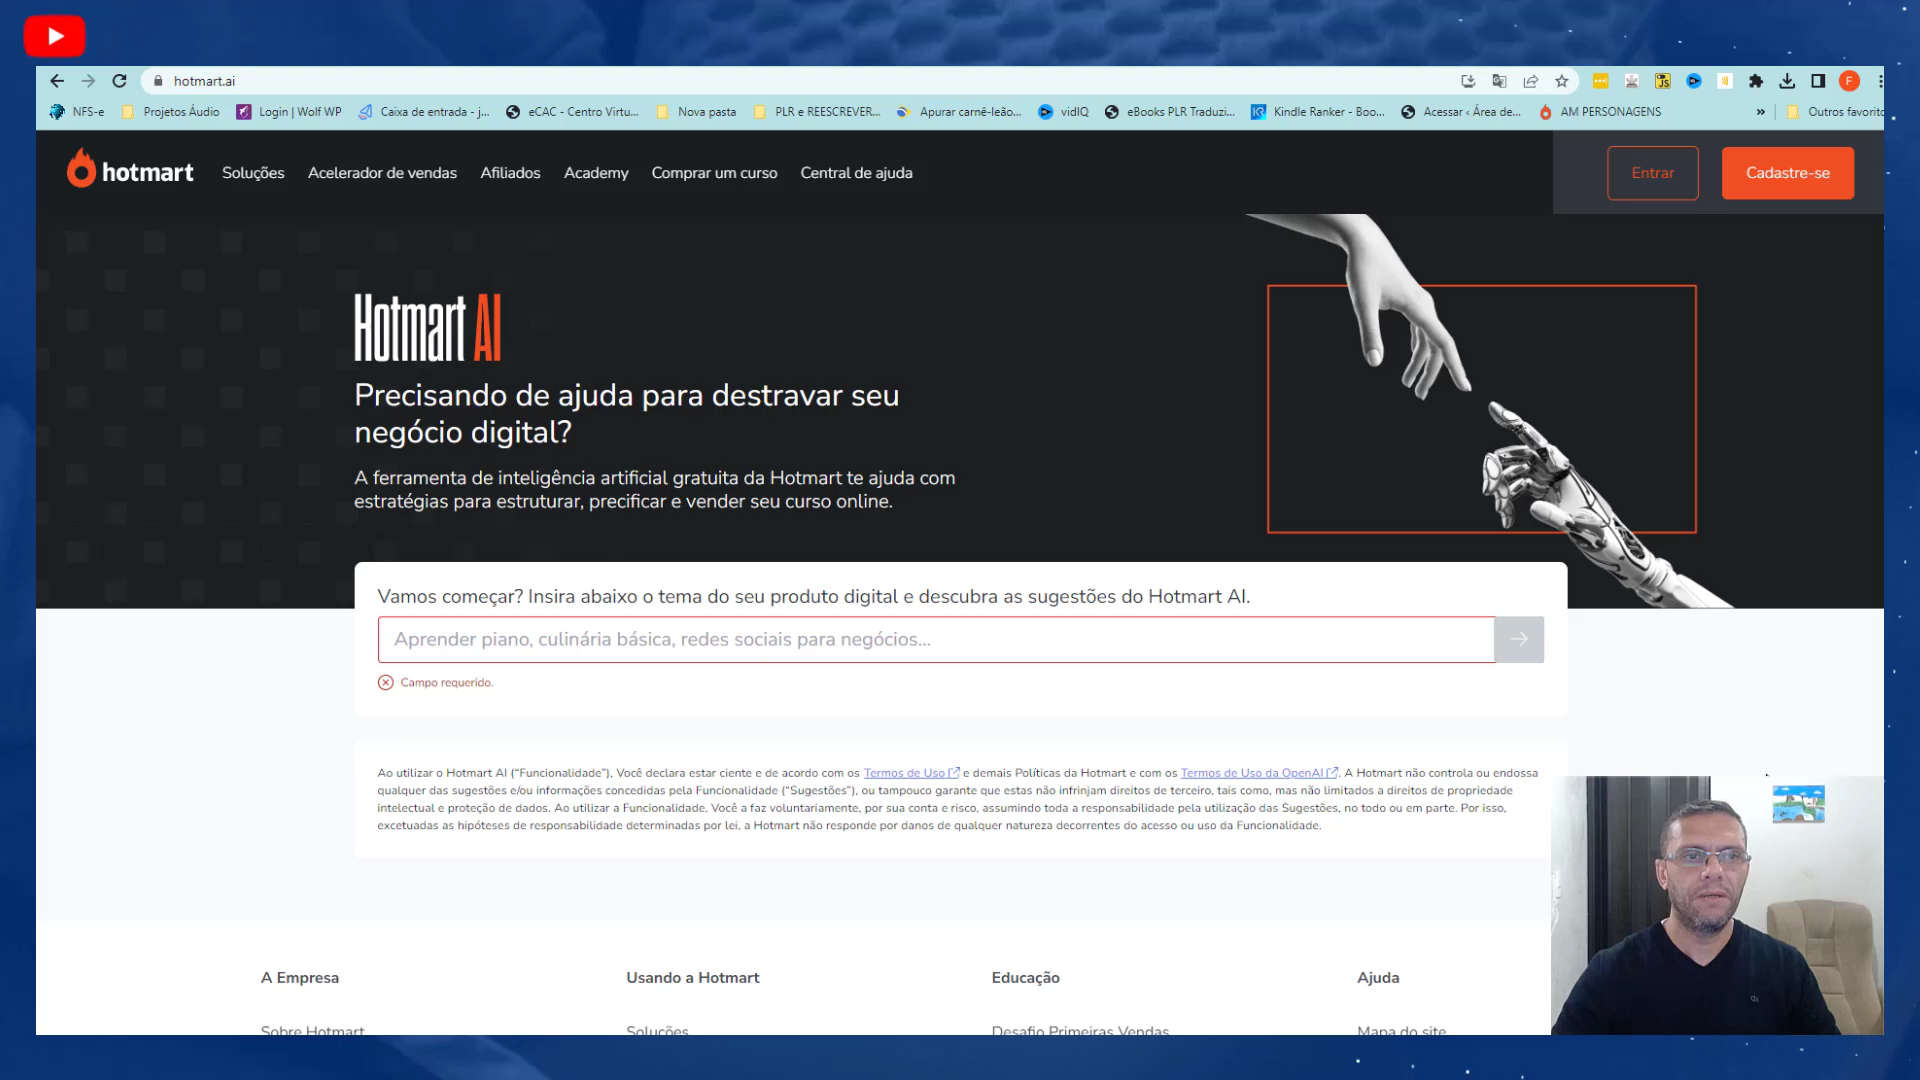 hotmart.ai
NFS-e
Projetos Áudio
Login | Wolf WP
Caixa de entrada - j...
eCAC - Centro Virtu...
Nova pasta
PLR e REESCREVER...
Apurar carnê-leão...
vidIQ
eBooks PLR Traduzi...
Kindle Ranker - Boo...
Acessar ‹ Área de...
AM PERSONAGENS
»
Outros favorito
F
JS
hotmart
Soluções
Acelerador de vendas
Afiliados
Academy
Comprar um curso
Central de ajuda
Entrar
Cadastre-se
Hotmart AI
Precisando de ajuda para destravar seu
negócio digital?
A ferramenta de inteligência artificial gratuita da Hotmart te ajuda com
estratégias para estruturar, precificar e vender seu curso online.
Vamos começar? Insira abaixo o tema do seu produto digital e descubra as sugestões do Hotmart AI.
Aprender piano, culinária básica, redes sociais para negócios...
Campo requerido.
Ao utilizar o Hotmart AI (“Funcionalidade”), Você declara estar ciente e de acordo com os Termos de Uso e demais Políticas da Hotmart e com os Termos de Uso da OpenAI. A Hotmart não controla ou endossa
qualquer das sugestões e/ou informações concedidas pela Funcionalidade (“Sugestões”), ou tampouco garante que estas não infrinjam direitos de terceiro, tais como, mas não limitados a direitos de propriedade
intelectual e proteção de dados. Ao utilizar a Funcionalidade, Você a faz voluntariamente, por sua conta e risco, assumindo toda a responsabilidade pela utilização das Sugestões, no todo ou em parte. Por isso,
excetuadas as hipóteses de responsabilidade determinadas por lei, a Hotmart não responde por danos de qualquer natureza decorrentes do acesso ou uso da Funcionalidade.
A Empresa
Usando a Hotmart
Educação
Ajuda
Sobre Hotmart
Soluções
Desafio Primeiras Vendas
Mapa do site